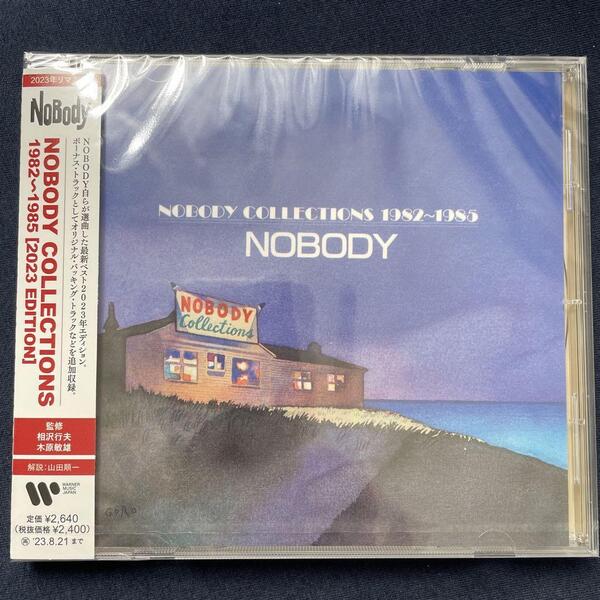 2023年リマ
NOBODY
NOBODY COLLECTIONS
1982〜1985 [2023 EDITION]
NOBODY自らが選曲した最新ベスト2023年エディション。
ボーナス・トラックとしてオリジナル・バッキング・トラックなどを追加収録。
監修
相沢行夫
木原敏雄
解説:山田順一
WARNER
MUSIC
JAPAN
定価 ¥2,640
(税抜価格 ¥2,400)
再 '23.8.21 まで
NOBODY COLLECTIONS 1982~1985
NOBODY
NOBODY
Collections
GORO